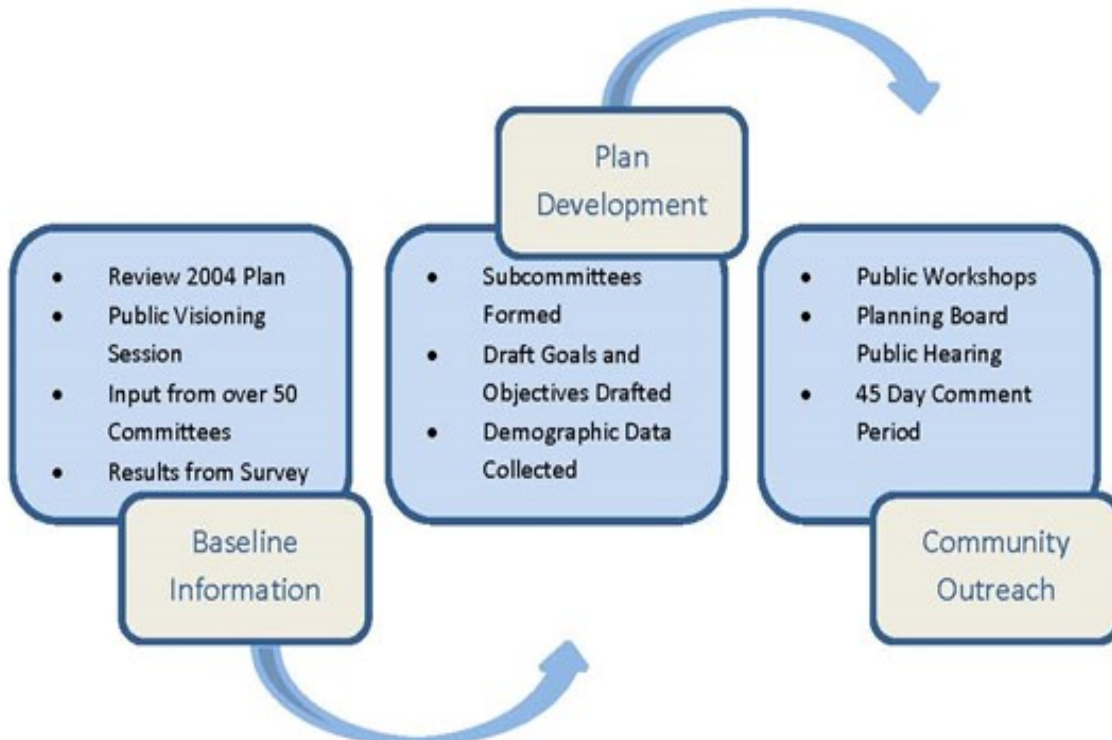 • Review 2004 Plan
• Public Visioning
Session
• Input from over 50
Committees
• Results from Survey
Baseline
Information
Plan
Development
• Subcommittees
Formed
• Draft Goals and
Objectives Drafted
• Demographic Data
Collected
• Public Workshops
• Planning Board
Public Hearing
• 45 Day Comment
Period
Community
Outreach